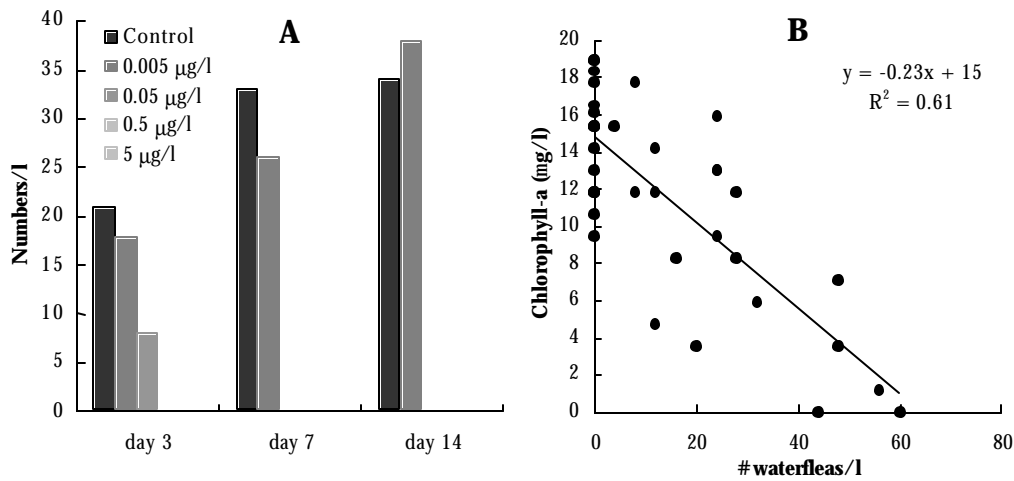 A
Control
0.005 µg/l
0.05 µg/l
0.5 µg/l
5 µg/l
Numbers/l
40
35
30
25
20
15
10
5
0
day 3
day 7
day 14
B
y = -0.23x + 15
R² = 0.61
Chlorophyll-a (mg/l)
20
18
16
14
12
10
8
6
4
2
0
0 20 40 60 80
# waterfleas/l